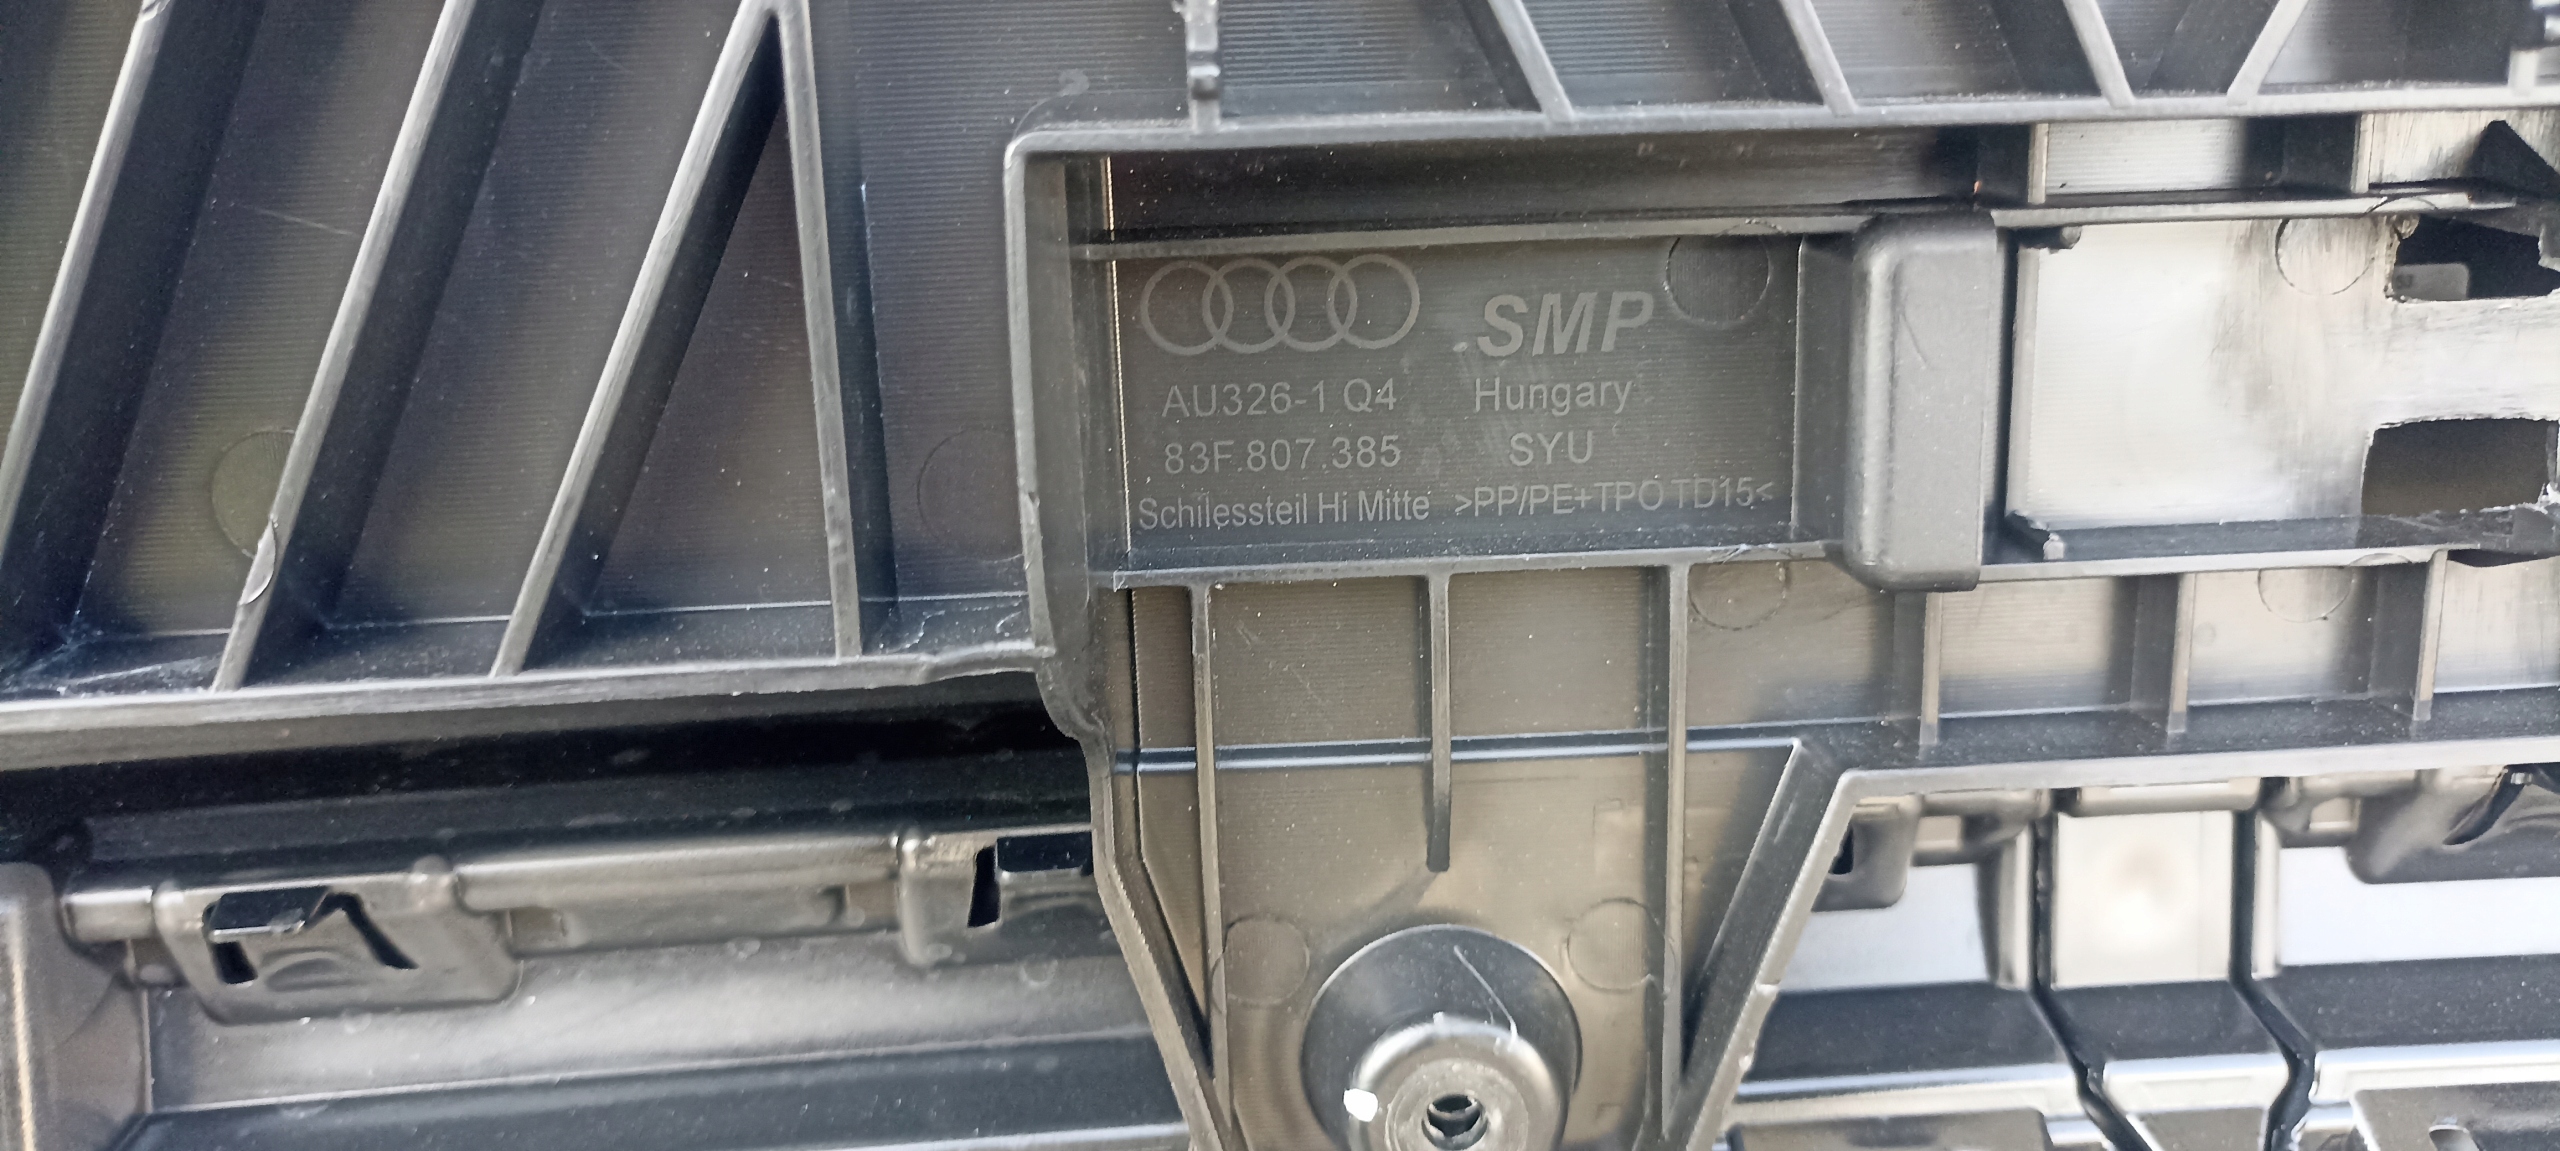 SMP
AU326-1 Q4 Hungary
83F.807.385 SYU
Schilessteil Hi Mitte >PP/PE+TPO TD15<